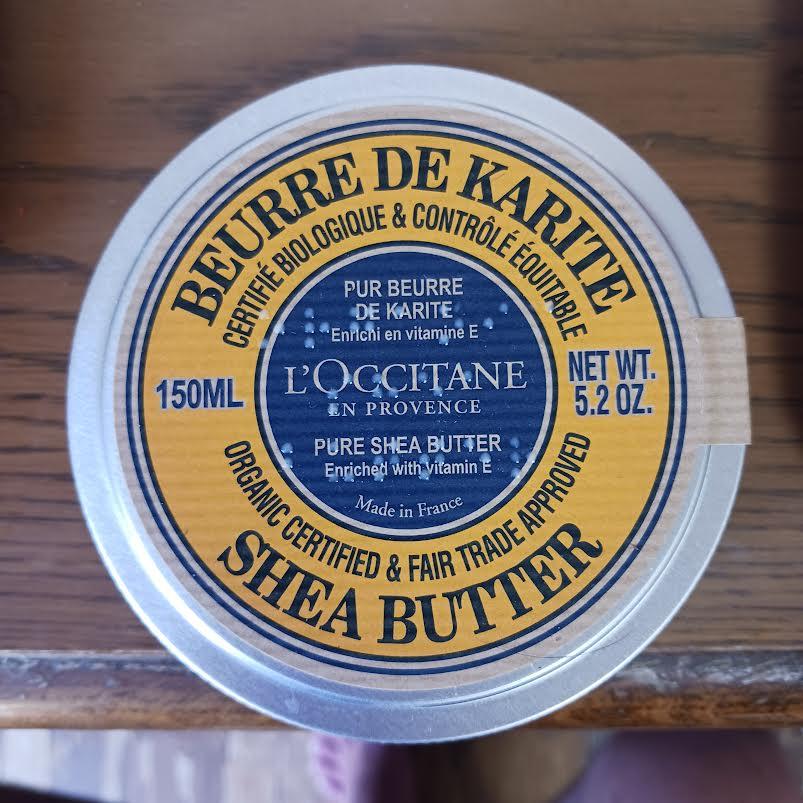 BEURRE DE KARITE
CERTIFIÉ BIOLOGIQUE & CONTRÔLÉ ÉQUITABLE
PUR BEURRE
DE KARITE
Enrichi en vitamine E
L'OCCITANE
EN PROVENCE
150ML
NET WT.
5.2 OZ.
PURE SHEA BUTTER
Enriched with vitamin E
Made in France
ORGANIC CERTIFIED & FAIR TRADE APPROVED
SHEA BUTTER